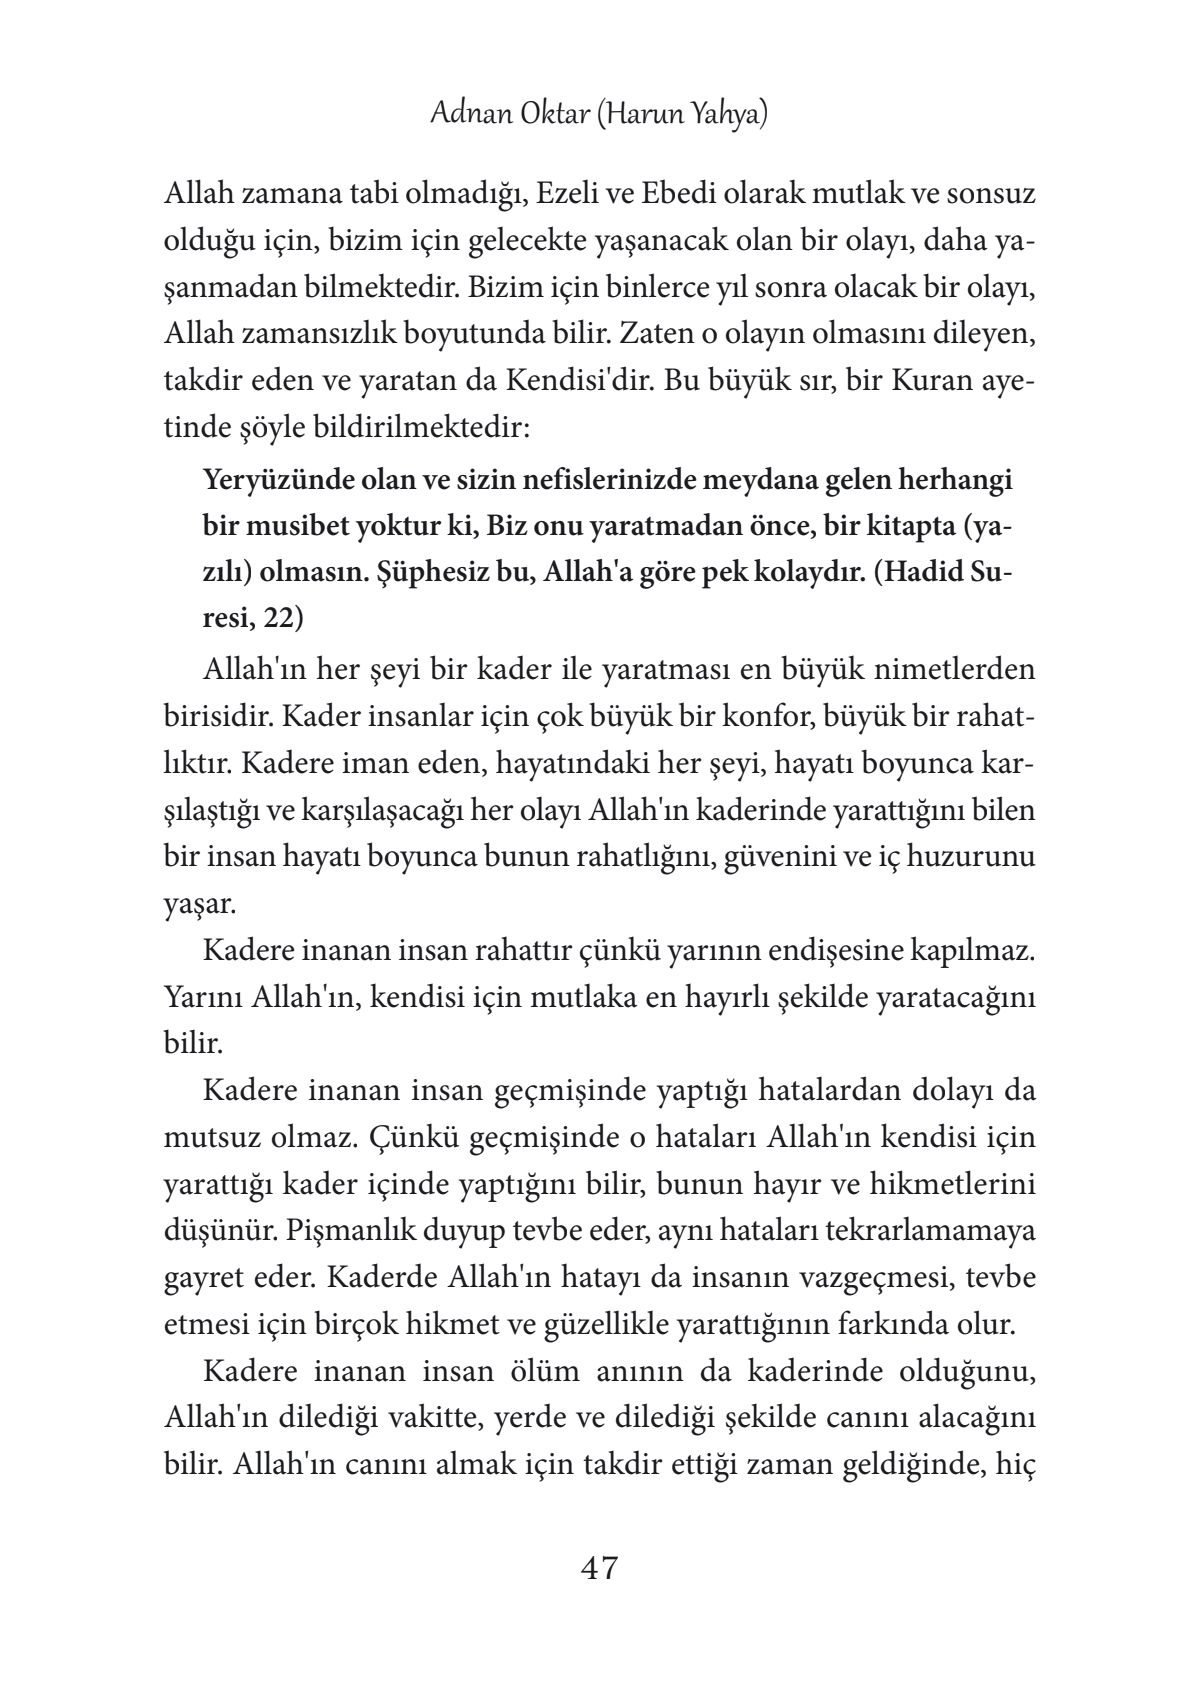 Adnan Oktar (Harun Yahya)
Allah zamana tabi olmadığı, Ezeli ve Ebedi olarak mutlak ve sonsuz
olduğu için, bizim için gelecekte yaşanacak olan bir olayı, daha ya-
şanmadan bilmektedir. Bizim için binlerce yıl sonra olacak bir olayı,
Allah zamansızlık boyutunda bilir. Zaten o olayın olmasını dileyen,
takdir eden ve yaratan da Kendisi'dir. Bu büyük sır, bir Kuran aye-
tinde şöyle bildirilmektedir:
Yeryüzünde olan ve sizin nefislerinizde meydana gelen herhangi
bir musibet yoktur ki, Biz onu yaratmadan önce, bir kitapta (ya-
zılı) olmasın. Şüphesiz bu, Allah'a göre pek kolaydır. (Hadid Su-
resi, 22)
Allah'ın her şeyi bir kader ile yaratması en büyük nimetlerden
birisidir. Kader insanlar için çok büyük bir konfor, büyük bir rahat-
lıktır. Kadere iman eden, hayatındaki her şeyi, hayatı boyunca kar-
şılaştığı ve karşılaşacağı her olayı Allah'ın kaderinde yarattığını bilen
bir insan hayatı boyunca bunun rahatlığını, güvenini ve iç huzurunu
yaşar.
Kadere inanan insan rahattır çünkü yarının endişesine kapılmaz.
Yarını Allah'ın, kendisi için mutlaka en hayırlı şekilde yaratacağını
bilir.
Kadere inanan insan geçmişinde yaptığı hatalardan dolayı da
mutsuz olmaz. Çünkü geçmişinde o hataları Allah'ın kendisi için
yarattığı kader içinde yaptığını bilir, bunun hayır ve hikmetlerini
düşünür. Pişmanlık duyup tevbe eder, aynı hataları tekrarlamamaya
gayret eder. Kaderde Allah'ın hatayı da insanın vazgeçmesi, tevbe
etmesi için birçok hikmet ve güzellikle yarattığının farkında olur.
Kadere inanan insan ölüm anının da kaderinde olduğunu,
Allah'ın dilediği vakitte, yerde ve dilediği şekilde canını alacağını
bilir. Allah'ın canını almak için takdir ettiği zaman geldiğinde, hiç
47